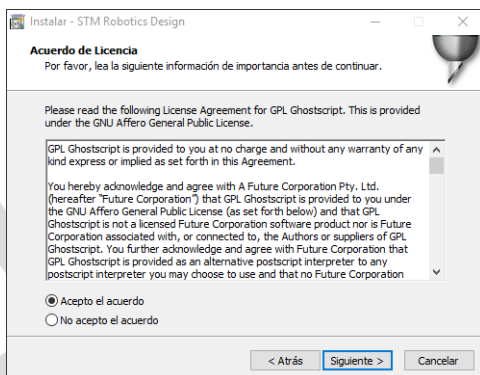 Instalar - STM Robotics Design
Acuerdo de Licencia
Por favor, lea la siguiente información de importancia antes de continuar.
Please read the following License Agreement for GPL Ghostscript. This is provided
under the GNU Affero General Public License.
GPL Ghostscript is provided to you at no charge and without any warranty of any
kind express or implied as set forth in this Agreement.
You hereby acknowledge and agree with A Future Corporation Pty. Ltd.
(hereafter "Future Corporation") that GPL Ghostscript is provided to you under
the GNU Affero General Public License (as set forth below) and that GPL
Ghostscript is not a licensed Future Corporation software product nor is Future
Corporation associated with, or connected to, the Authors or suppliers of GPL
Ghostscript. You further acknowledge and agree with Future Corporation that
GPL Ghostscript is provided as an alternative postscript interpreter to any
postscript interpreter you may choose to use and that no Future Corporation
Acepto el acuerdo
No acepto el acuerdo
< Atrás Siguiente > Cancelar